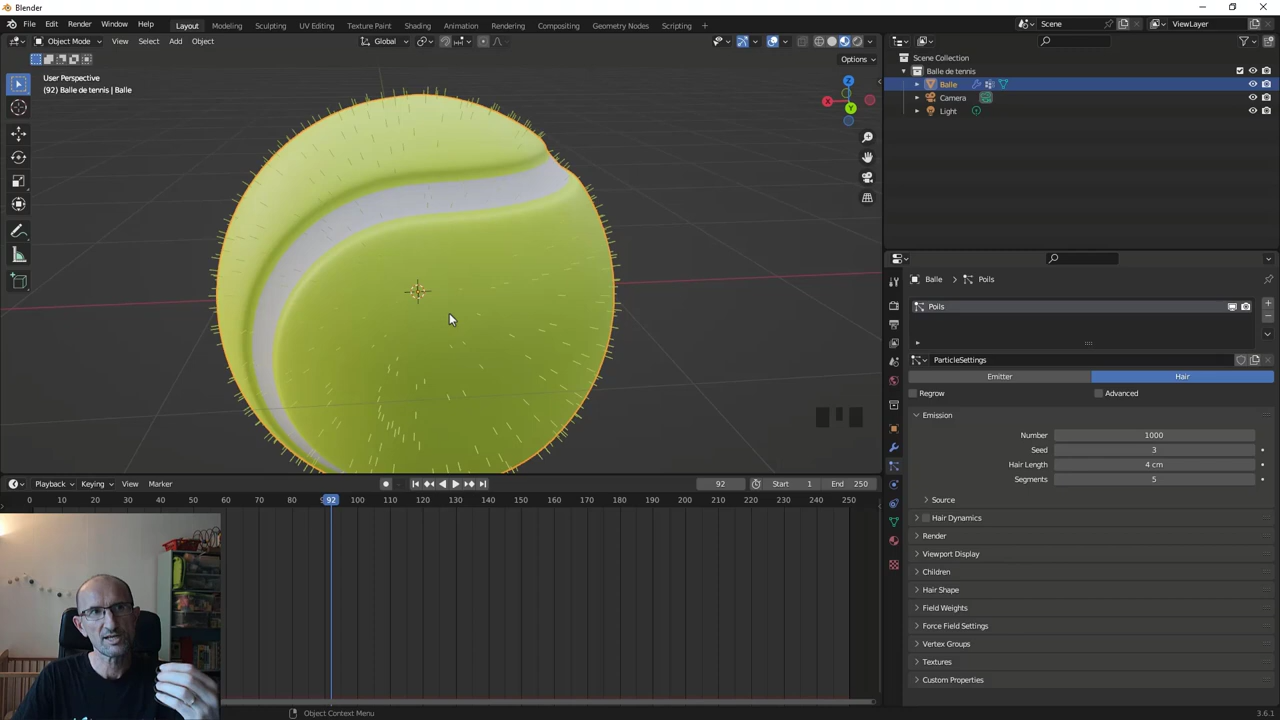 Blender
File Edit Render Window Help Layout Modeling Sculpting UV Editing Texture Paint Shading Animation Rendering Compositing Geometry Nodes Scripting + Scene ViewLayer
Object Mode View Select Add Object Global
Options
User Perspective
(92) Balle de tennis | Balle
X
Y
Z
Scene Collection
Balle de tennis
Balle
Camera
Light
Balle > Poils
Poils
ParticleSettings
Emitter Hair
Regrow Advanced
Emission
Number 1000
Seed 3
Hair Length 4 cm
Segments 5
Source
Hair Dynamics
Render
Viewport Display
Children
Hair Shape
Field Weights
Force Field Settings
Vertex Groups
Textures
Custom Properties
Playback Keying View Marker 92 Start 1 End 250
0 10 20 30 40 50 60 70 80 92 100 110 120 130 140 150 160 170 180 190 200 210 220 230 240 250
Object Context Menu
3.6.1